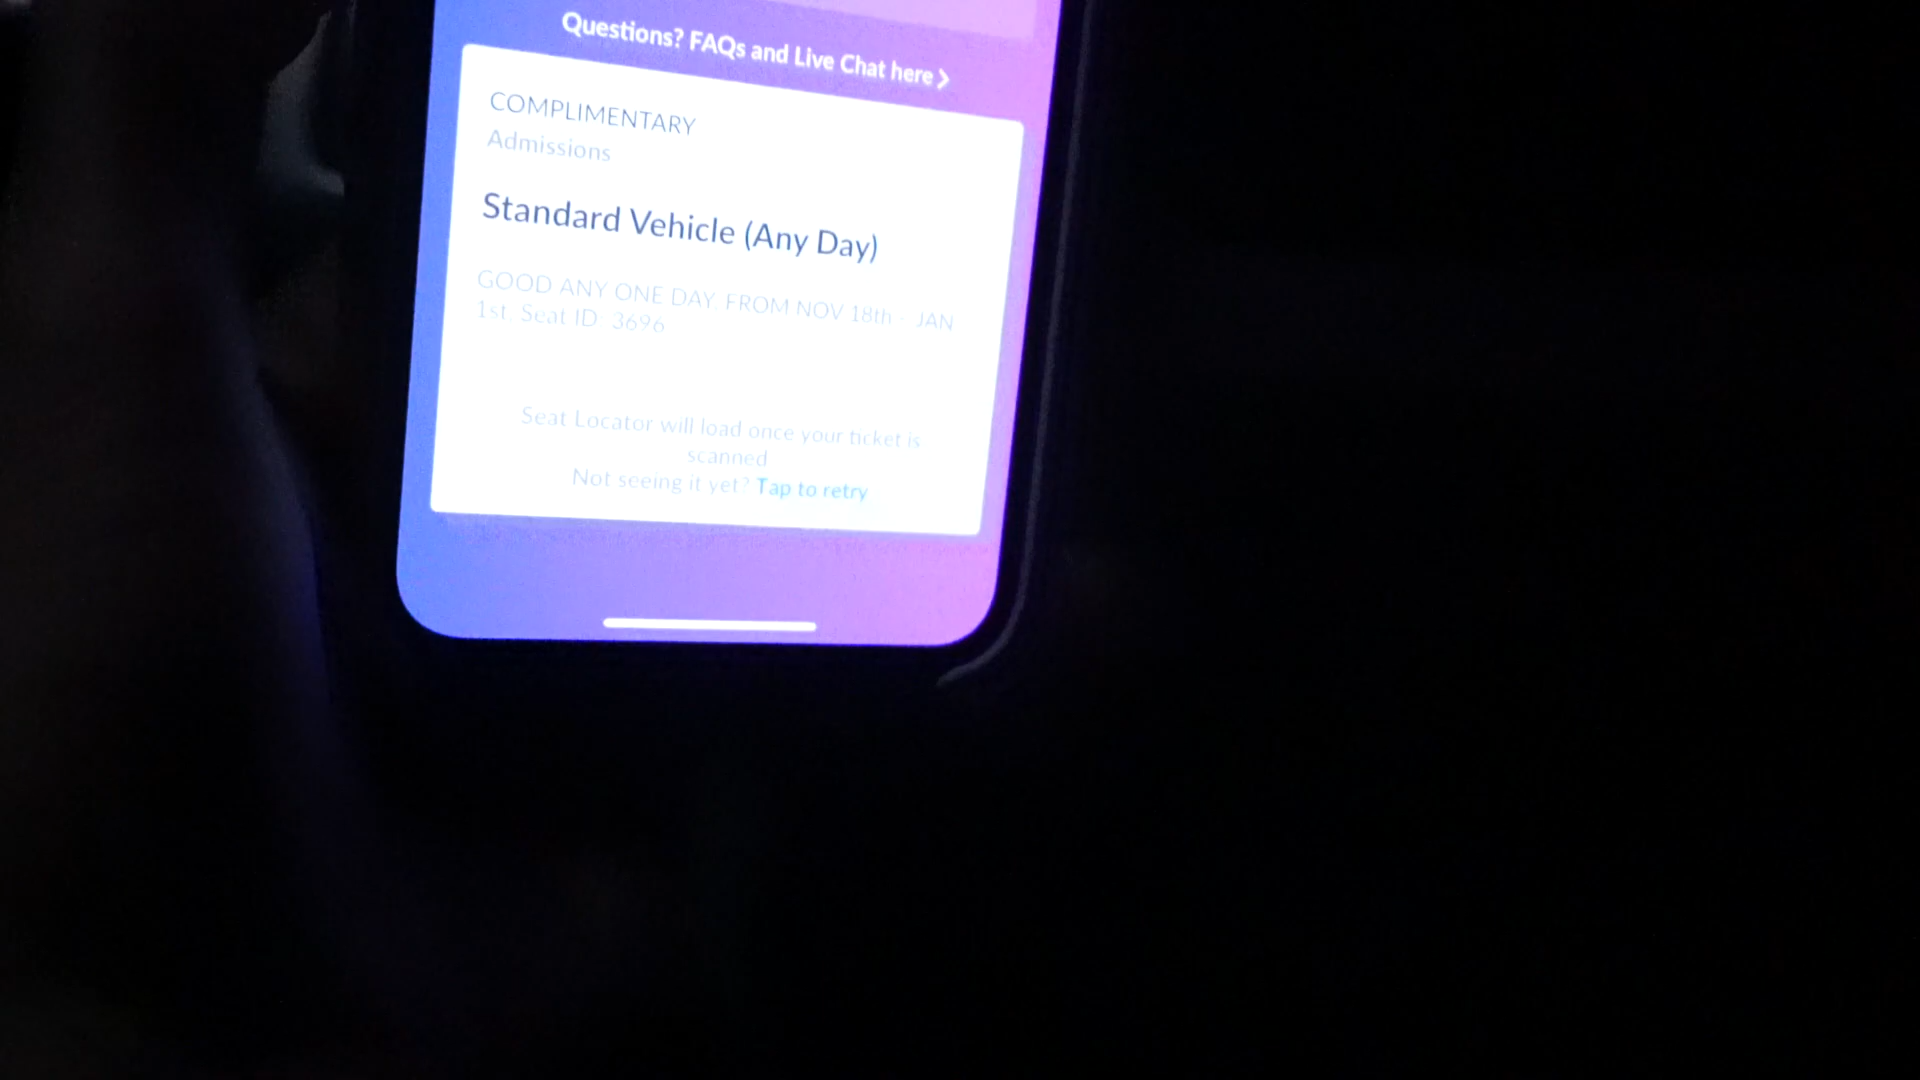 Questions? FAQs and Live Chat here >
COMPLIMENTARY
Admissions
Standard Vehicle (Any Day)
GOOD ANY ONE DAY. FROM NOV 18th - JAN
1st. Seat ID: 3696
Seat Locator will load once your ticket is
scanned
Not seeing it yet? Tap to retry